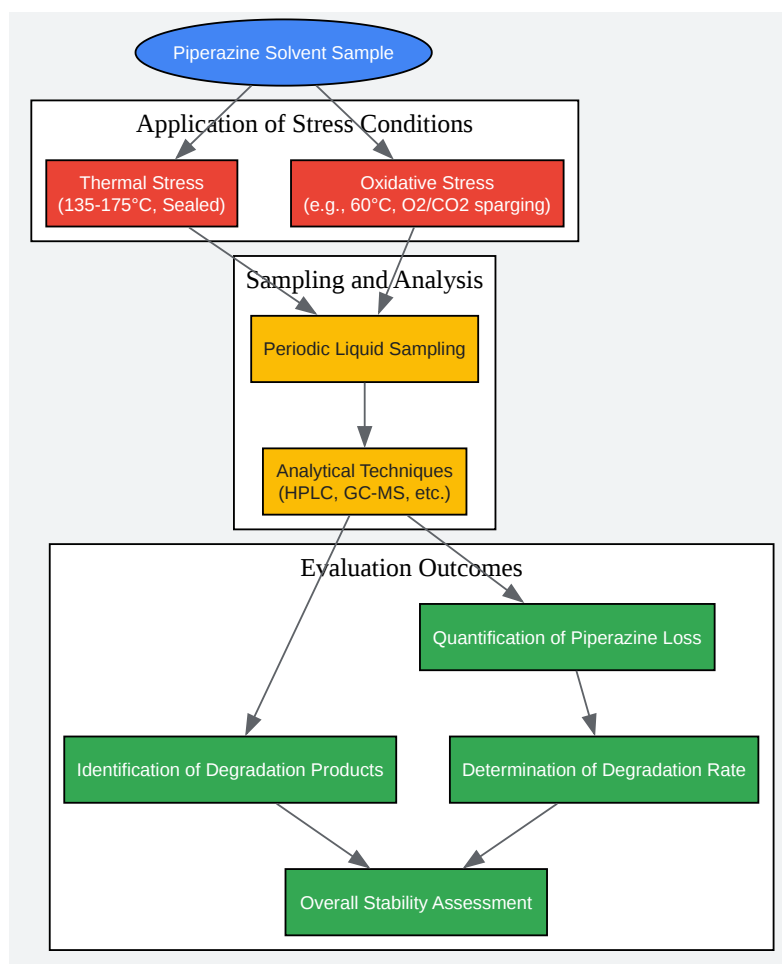 Piperazine Solvent Sample
Application of Stress Conditions
Thermal Stress
(135-175°C, Sealed)
Oxidative Stress
(e.g., 60°C, O2/CO2 sparging)
Sampling and Analysis
Periodic Liquid Sampling
Analytical Techniques
(HPLC, GC-MS, etc.)
Evaluation Outcomes
Quantification of Piperazine Loss
Identification of Degradation Products
Determination of Degradation Rate
Overall Stability Assessment